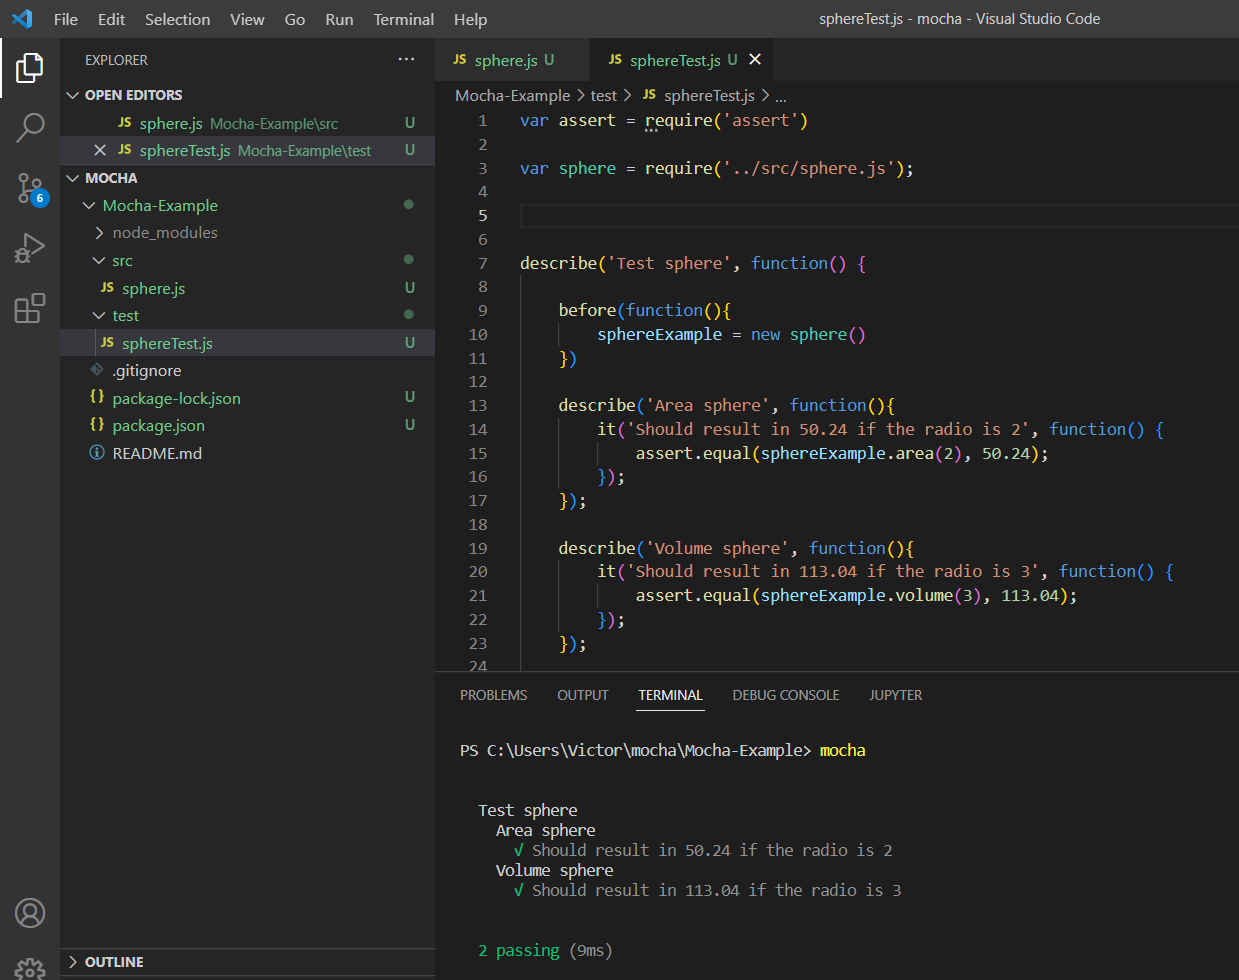 File Edit Selection View Go Run Terminal Help
sphereTest.js - mocha - Visual Studio Code
EXPLORER
OPEN EDITORS
JS sphere.js Mocha-Example\src U
JS sphereTest.js Mocha-Example\test U
MOCHA
Mocha-Example
node_modules
src
JS sphere.js U
test
JS sphereTest.js U
.gitignore
{} package-lock.json U
{} package.json U
README.md
6
OUTLINE
JS sphere.js U
JS sphereTest.js U
Mocha-Example > test > JS sphereTest.js > ...
1 var assert = require('assert')
2
3 var sphere = require('../src/sphere.js');
4
5
6
7 describe('Test sphere', function() {
8
9 before(function(){
10 sphereExample = new sphere()
11 })
12
13 describe('Area sphere', function(){
14 it('Should result in 50.24 if the radio is 2', function() {
15 assert.equal(sphereExample.area(2), 50.24);
16 });
17 });
18
19 describe('Volume sphere', function(){
20 it('Should result in 113.04 if the radio is 3', function() {
21 assert.equal(sphereExample.volume(3), 113.04);
22 });
23 });
24
PROBLEMS OUTPUT TERMINAL DEBUG CONSOLE JUPYTER
PS C:\Users\Victor\mocha\Mocha-Example> mocha
Test sphere
Area sphere
√ Should result in 50.24 if the radio is 2
Volume sphere
√ Should result in 113.04 if the radio is 3
2 passing (9ms)